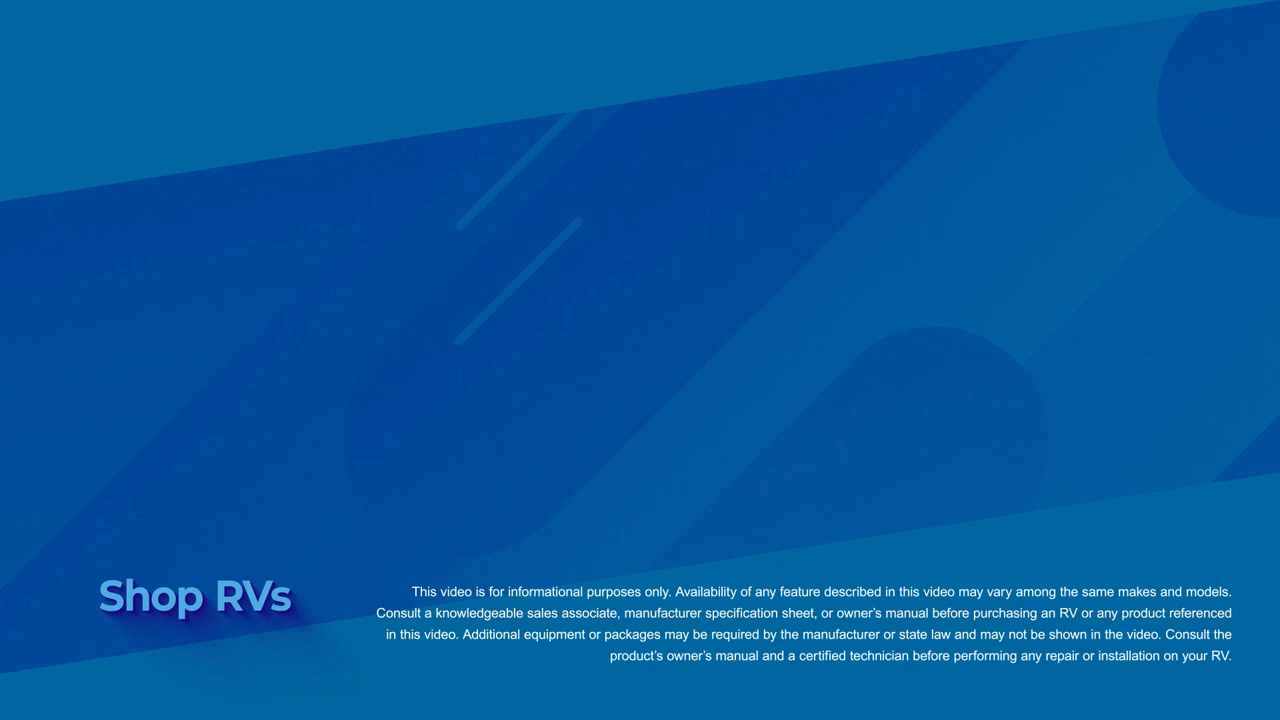 Shop RVs
This video is for informational purposes only. Availability of any feature described in this video may vary among the same makes and models.
Consult a knowledgeable sales associate, manufacturer specification sheet, or owner’s manual before purchasing an RV or any product referenced
in this video. Additional equipment or packages may be required by the manufacturer or state law and may not be shown in the video. Consult the
product’s owner’s manual and a certified technician before performing any repair or installation on your RV.